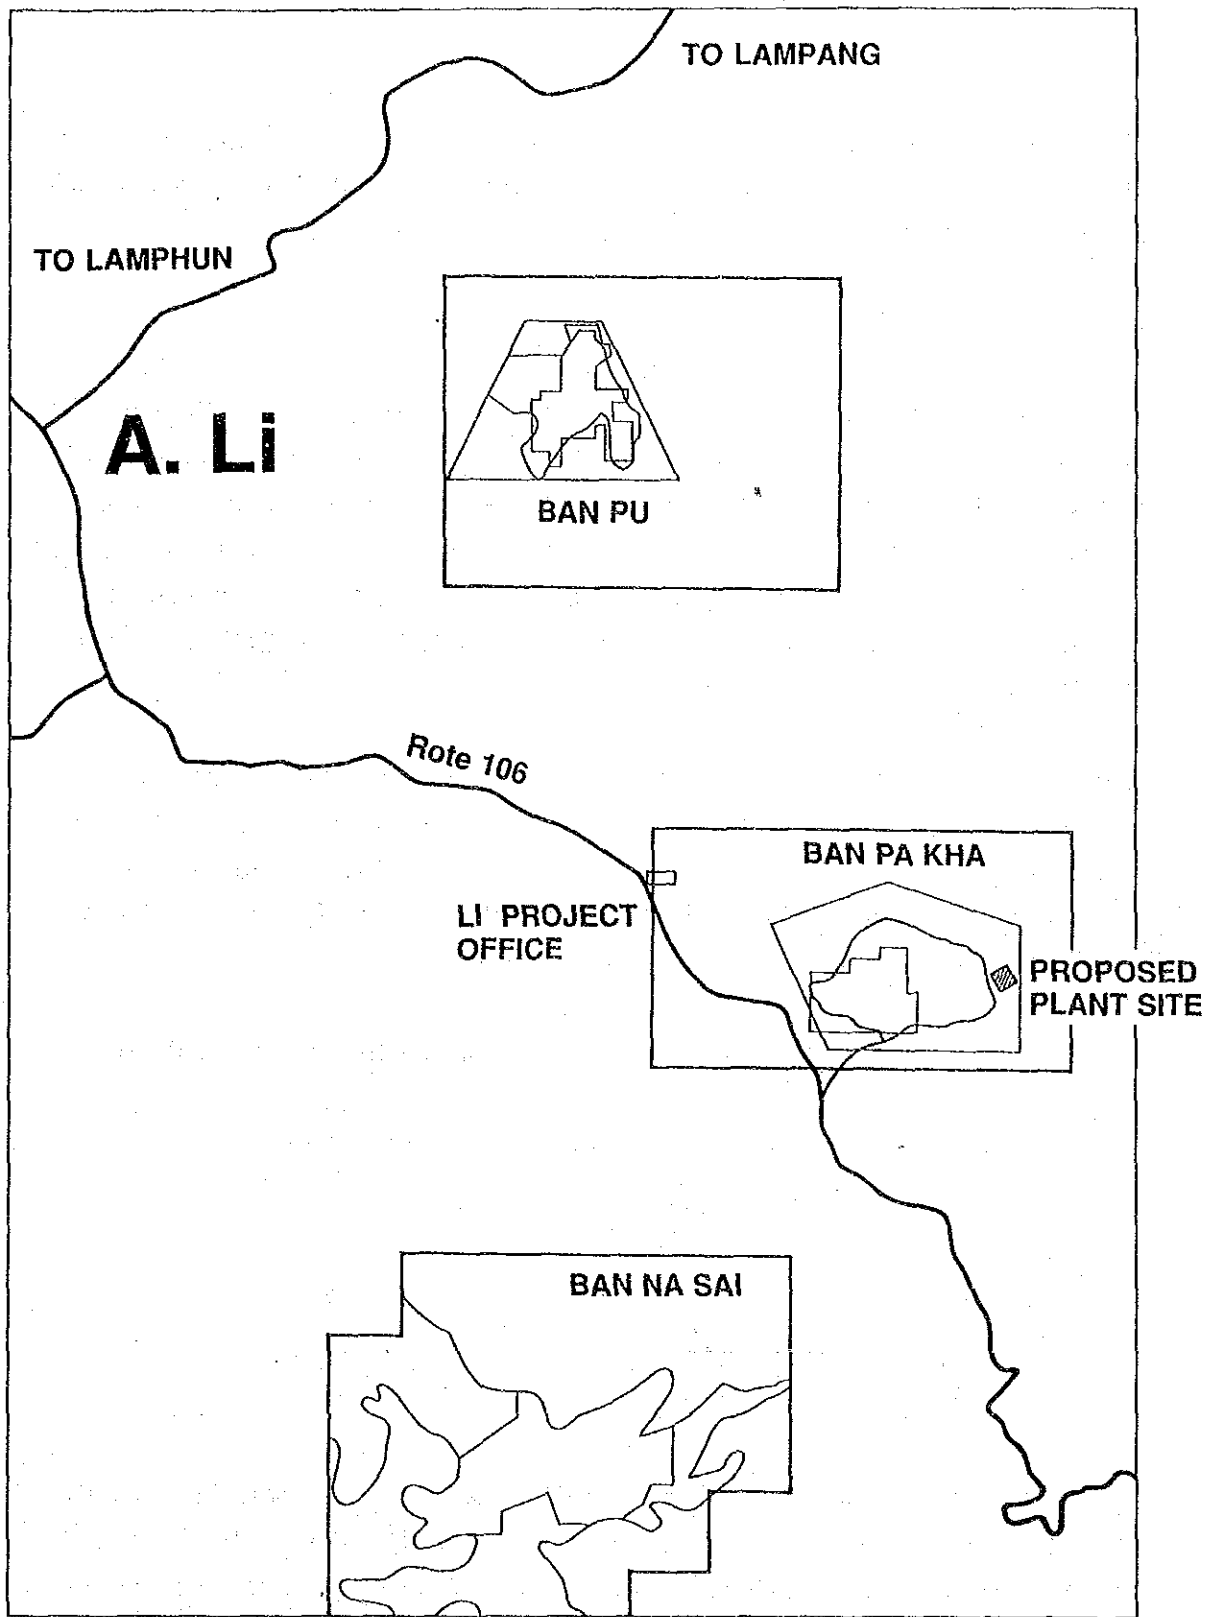 TO LAMPANG
TO LAMPHUN
A. Li
BAN PU
Rote 106
BAN PA KHA
LI PROJECT
OFFICE
PROPOSED
PLANT SITE
BAN NA SAI